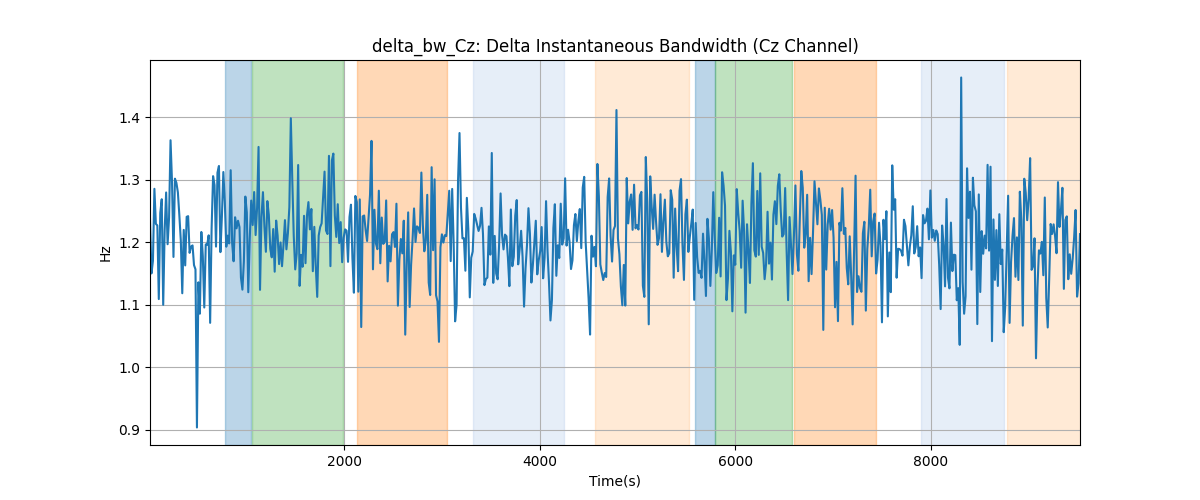 delta_bw_Cz: Delta Instantaneous Bandwidth (Cz Channel)
1.4
1.3
1.2
1.1
1.0
0.9
Hz
2000 4000 6000 8000
Time(s)